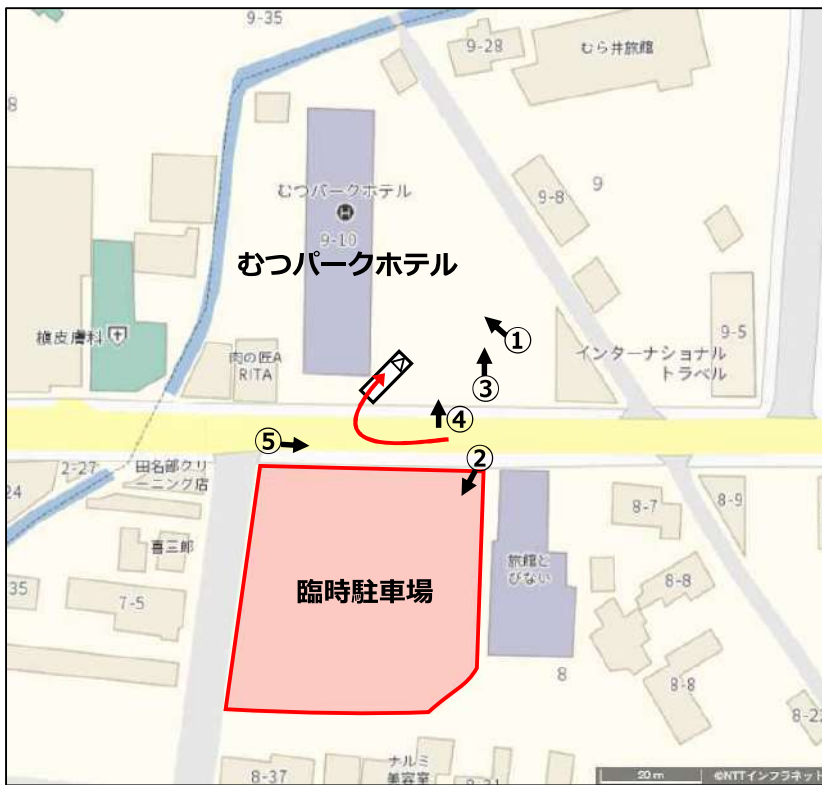 9-35
9-28
むら井旅館
8
むつパークホテル
9-10
むつパークホテル
9-8
9
槇皮膚科
肉の匠A
RITA
①
③
④
インターナショナル
トラベル
9-5
⑤
②
2-27
田名部クリ
ーニング店
24
喜三郎
35
7-5
臨時駐車場
旅館と
びない
8-7
8-9
8-8
8
8-8
8-22
8-37
ナルミ
美容室
8-31
20m
©NTTインフラネット